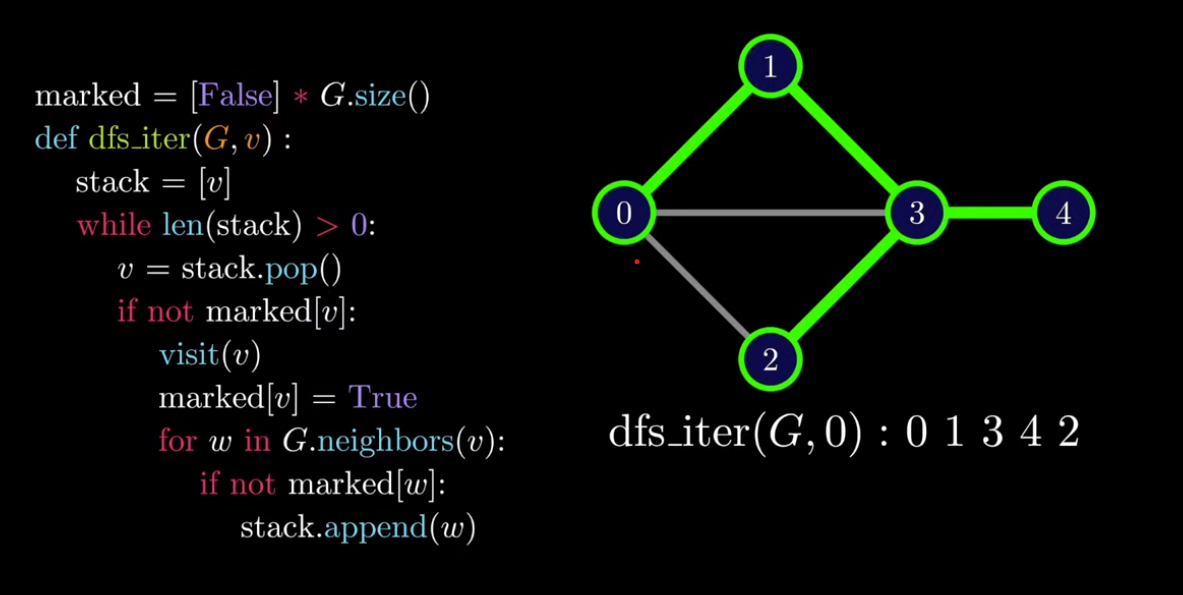 marked = [False] * G.size()
def dfs_iter(G, v) :
stack = [v]
while len(stack) > 0:
v = stack.pop()
if not marked[v]:
visit(v)
marked[v] = True
for w in G.neighbors(v):
if not marked[w]:
stack.append(w)
1
0
3
4
2
dfs_iter(G, 0) : 0 1 3 4 2